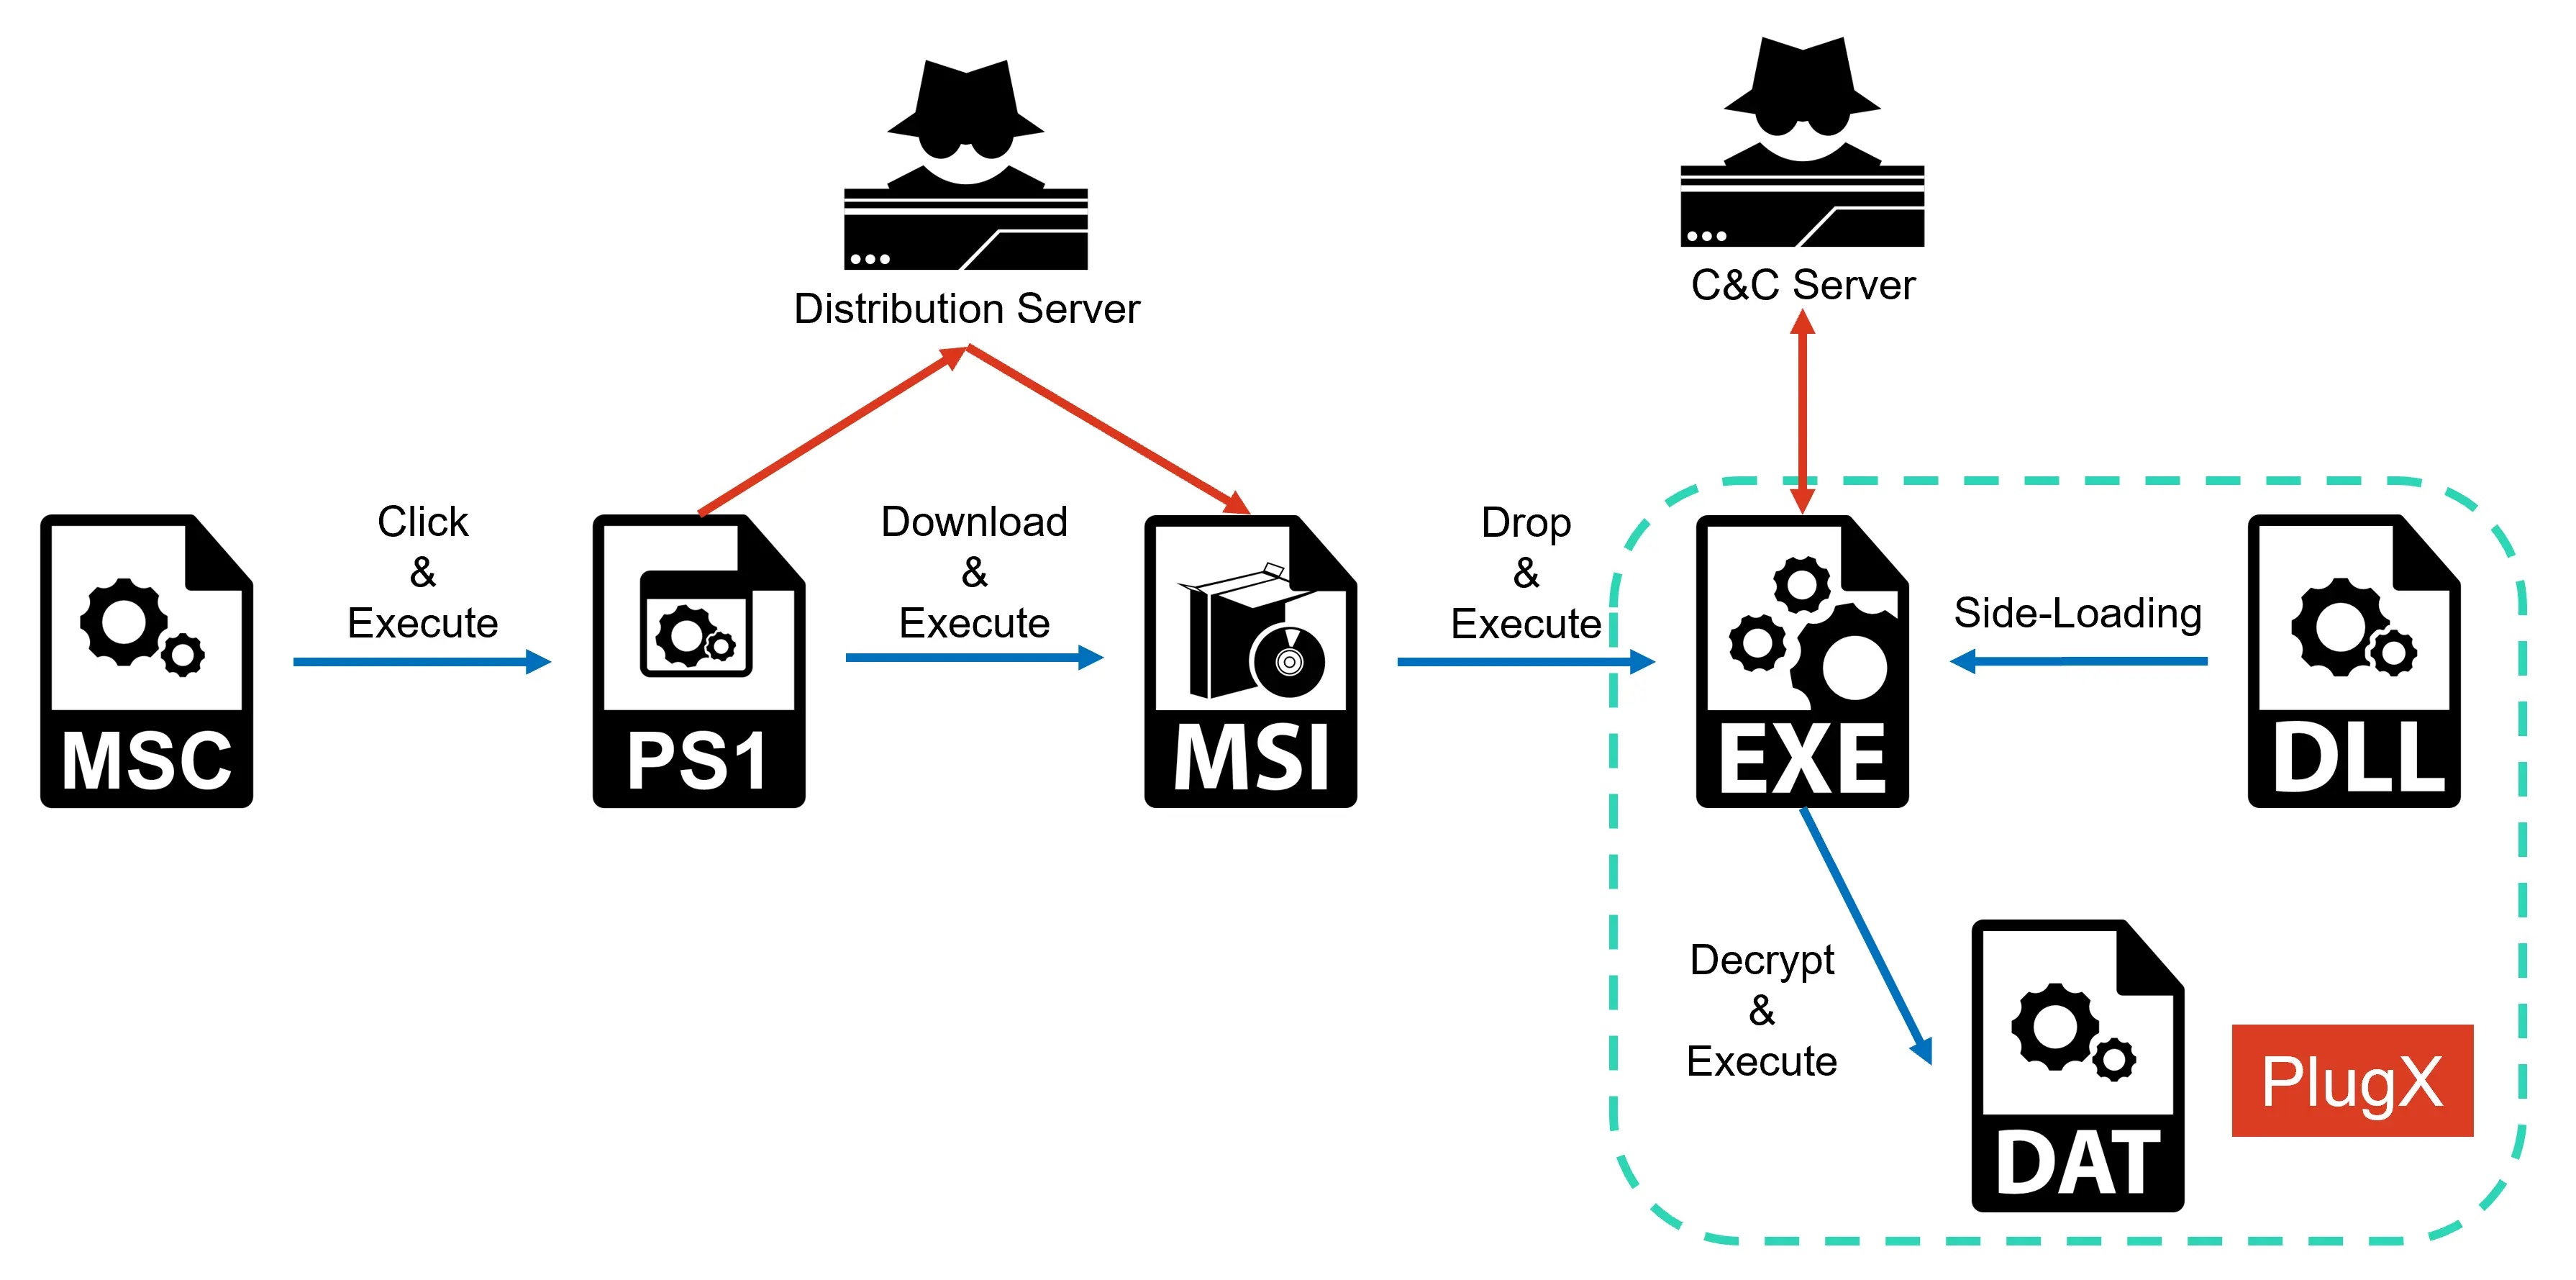 Distribution Server
C&C Server
Click
&
Execute
Download
&
Execute
Drop
&
Execute
Side-Loading
MSC
PS1
MSI
EXE
DLL
Decrypt
&
Execute
PlugX
DAT